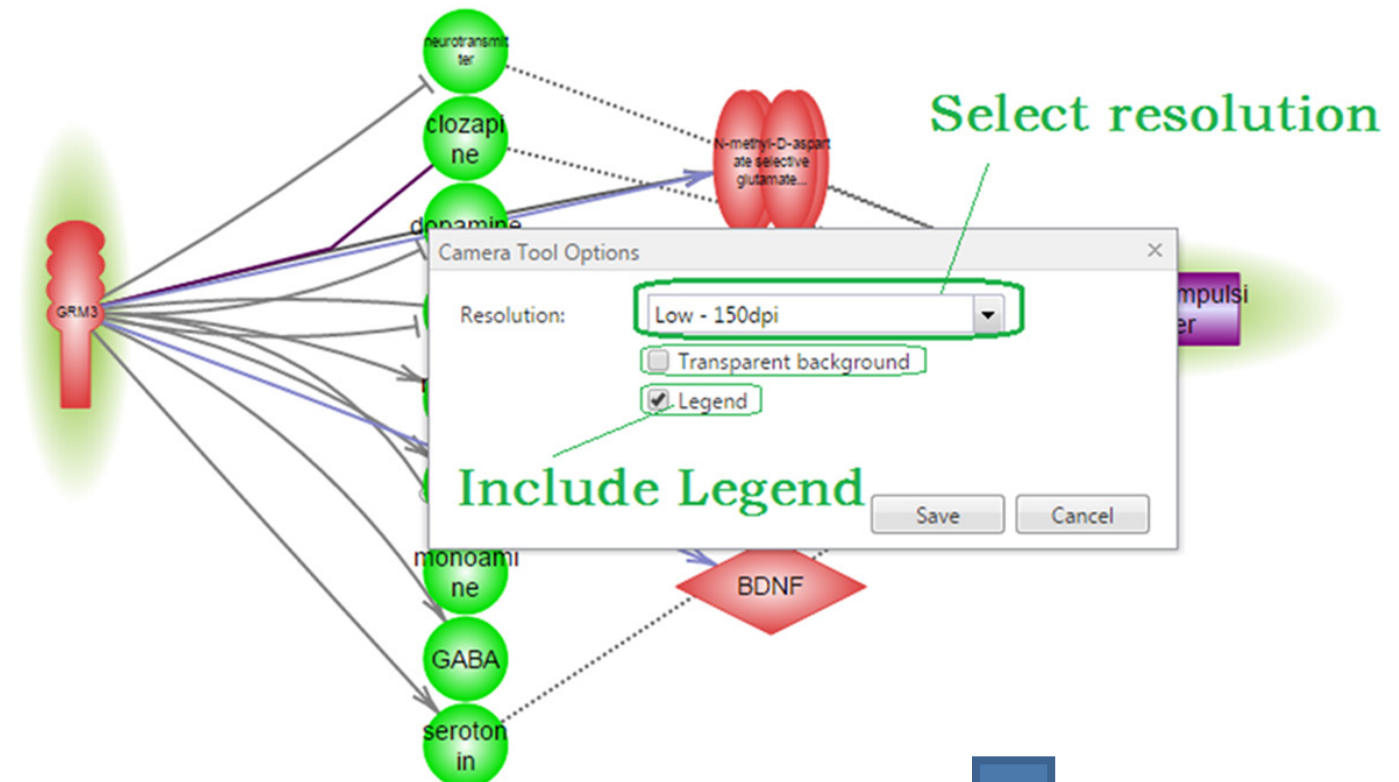 neurotransmit
ter
clozapi
ne
N-methyl-D-aspart
ate selective
glutamate...
Select resolution
dopamine
Camera Tool Options
GRM3
Resolution:
Low - 150dpi
mpulsi
er
Transparent background
Legend
Include Legend
Save
Cancel
monoami
ne
BDNF
GABA
seroton
in